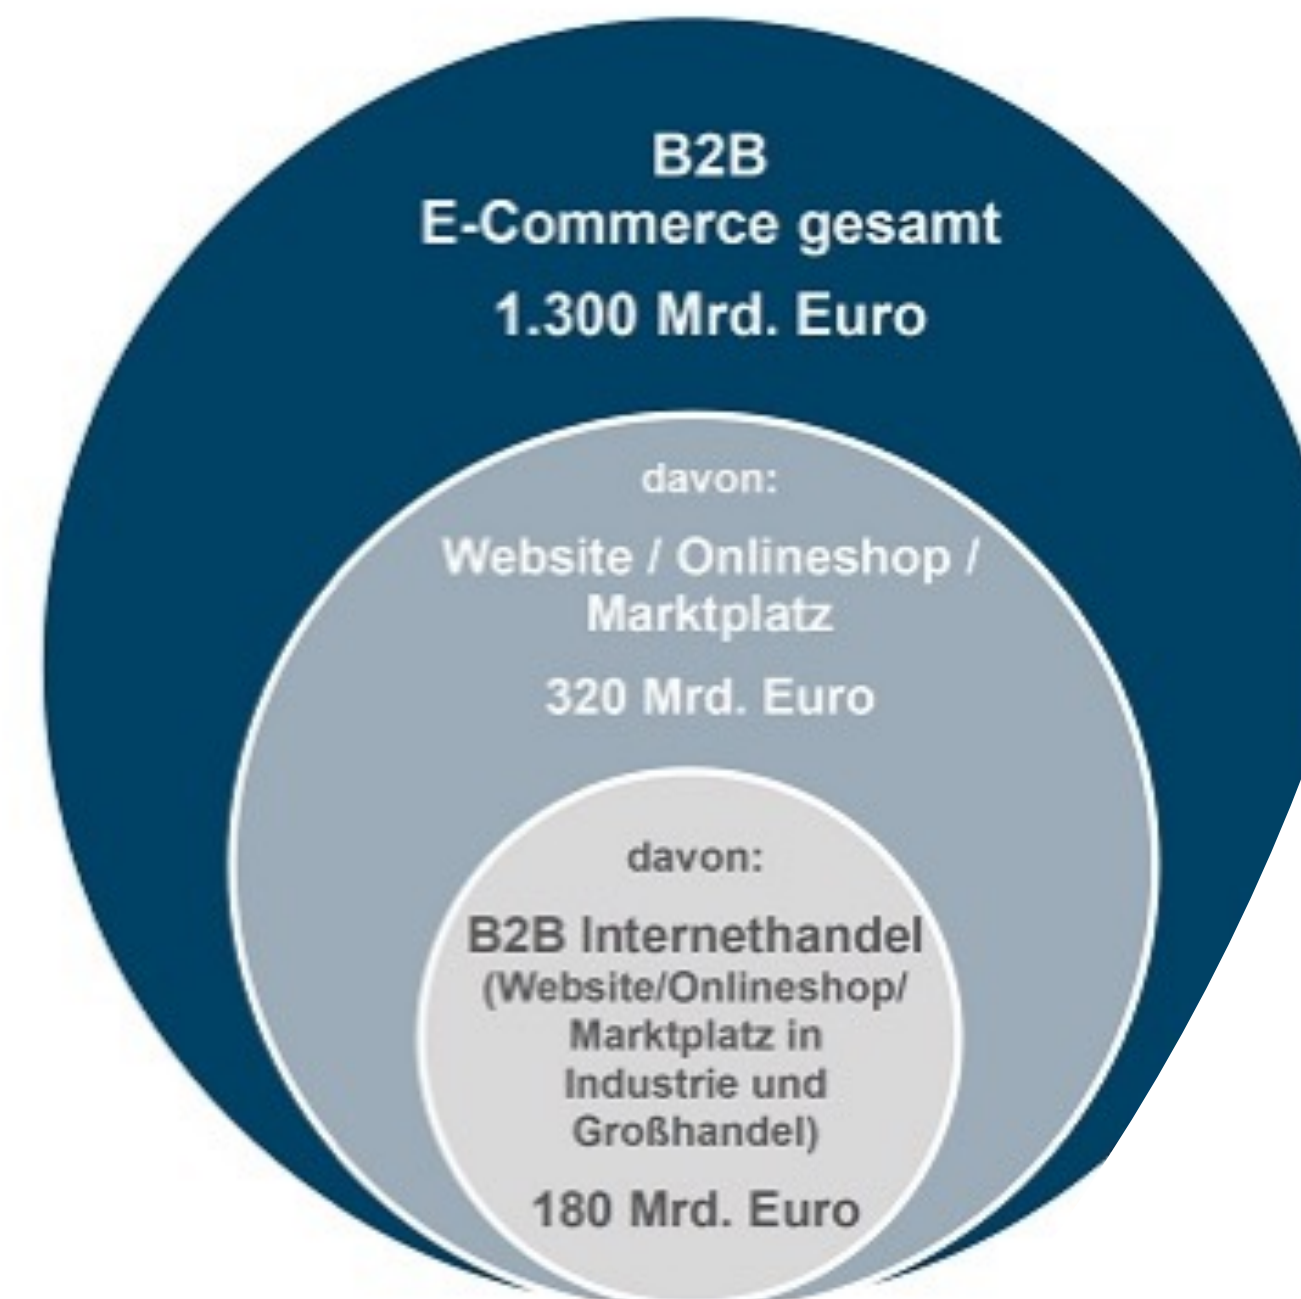 B2B
E-Commerce gesamt
1.300 Mrd. Euro
davon:
Website / Onlineshop /
Marktplatz
320 Mrd. Euro
davon:
B2B Internethandel
(Website/Onlineshop/
Marktplatz in
Industrie und
Großhandel)
180 Mrd. Euro